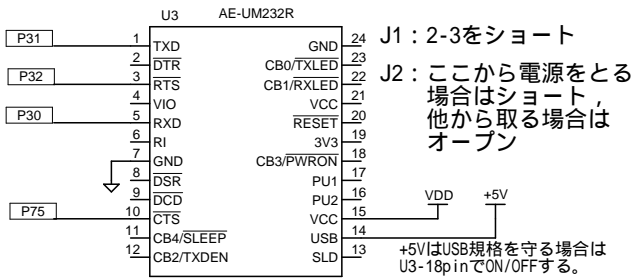 U3 AE-UM232R
P31 1 TXD GND 24
2 DTR CB0/TXLED 23
P32 3 RTS CB1/RXLED 22
4 VIO VCC 21
P30 5 RXD RESET 20
6 RI 3V3 19
7 GND CB3/PWRON 18
8 DSR PU1 17
9 DCD PU2 16
P75 10 CTS VCC 15
11 CB4/SLEEP USB 14
12 CB2/TXDEN SLD 13
J1：2-3をショート
J2：ここから電源をとる
場合はショート，
他から取る場合は
オープン
VDD +5V
+5VはUSB規格を守る場合は
U3-18pinでON/OFFする。